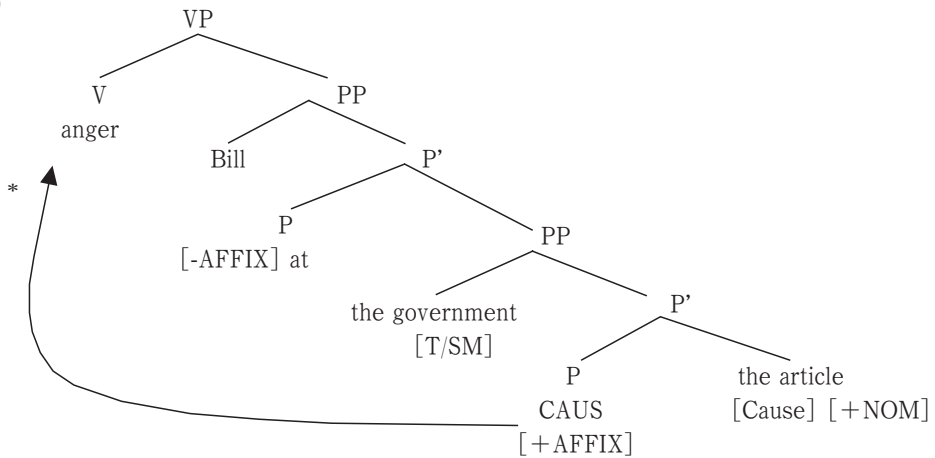 VP
V PP
anger
Bill P’
*
P PP
[-AFFIX] at
the government P’
[T/SM]
P the article
CAUS [Cause] [+NOM]
[+AFFIX]